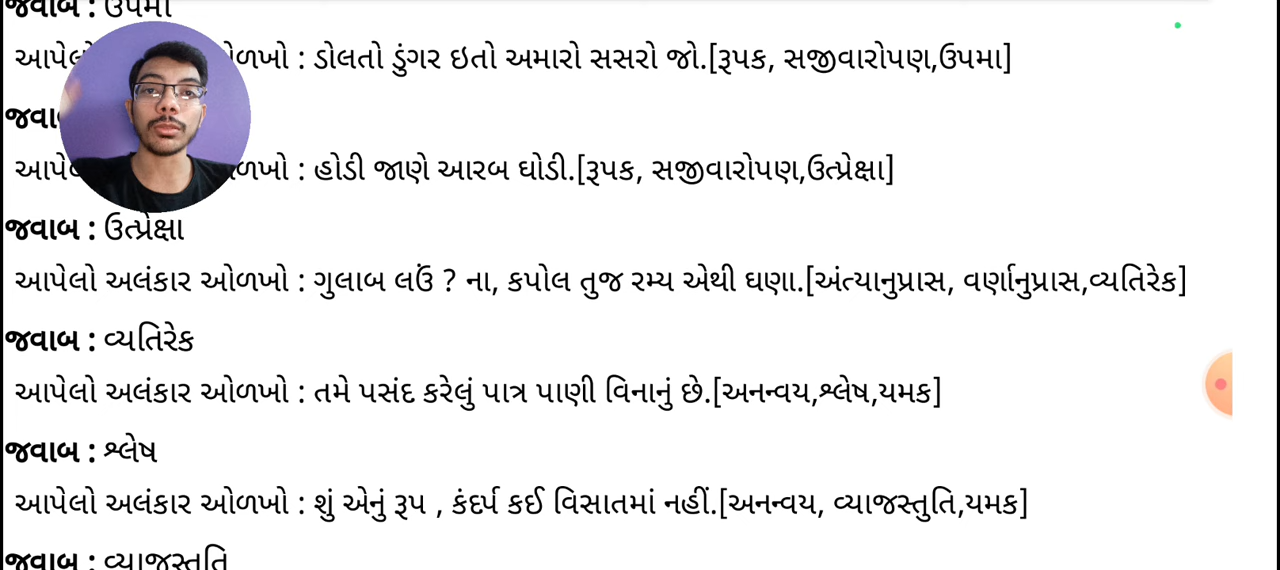 જવાબ : ઉપમા
આપેલો ઓળખો : ડોલતો ડુંગર ઇતો અમારો સસરો જો.[રૂપક, સજીવારોપણ,ઉપમા]
ઓળખો : હોડી જાણે આરબ ઘોડી.[રૂપક, સજીવારોપણ,ઉત્પ્રેક્ષા]
જવાબ : ઉત્પ્રેક્ષા
આપેલો અલંકાર ઓળખો : ગુલાબ લઉં ? ના, કપોલ તુજ રમ્ય એથી ઘણા.[અંત્યાનુપ્રાસ, વર્ણાનુપ્રાસ,વ્યતિરેક]
જવાબ : વ્યતિરેક
આપેલો અલંકાર ઓળખો : તમે પસંદ કરેલું પાત્ર પાણી વિનાનું છે.[અનન્વય,શ્લેષ,યમક]
જવાબ : શ્લેષ
આપેલો અલંકાર ઓળખો : શું એનું રૂપ , કંદર્પ કઈ વિસાતમાં નહીં.[અનન્વય, વ્યાજસ્તુતિ,યમક]
જવાબ : વ્યાજસ્તુતિ